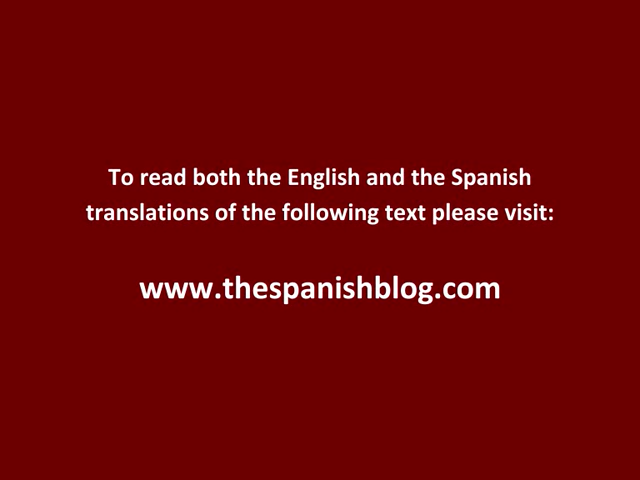 To read both the English and the Spanish
translations of the following text please visit:
www.thespanishblog.com